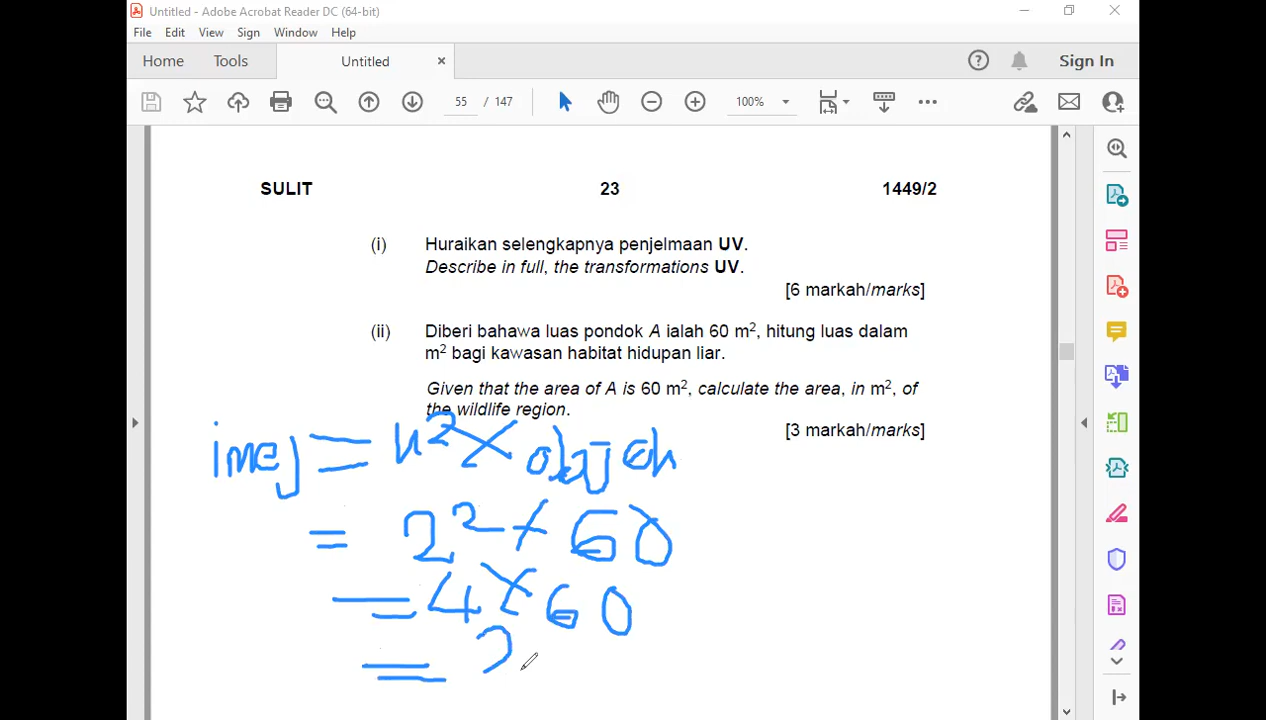 Untitled - Adobe Acrobat Reader DC (64-bit)
File Edit View Sign Window Help
Home Tools Untitled × ? Sign In
55 / 147 100%
SULIT 23 1449/2
(i) Huraikan selengkapnya penjelmaan UV.
Describe in full, the transformations UV.
[6 markah/marks]
(ii) Diberi bahawa luas pondok A ialah 60 m², hitung luas dalam
m² bagi kawasan habitat hidupan liar.
Given that the area of A is 60 m², calculate the area, in m², of
the wildlife region.
[3 markah/marks]
imej = k² × objek
= 2² × 60
= 4 × 60
= 2